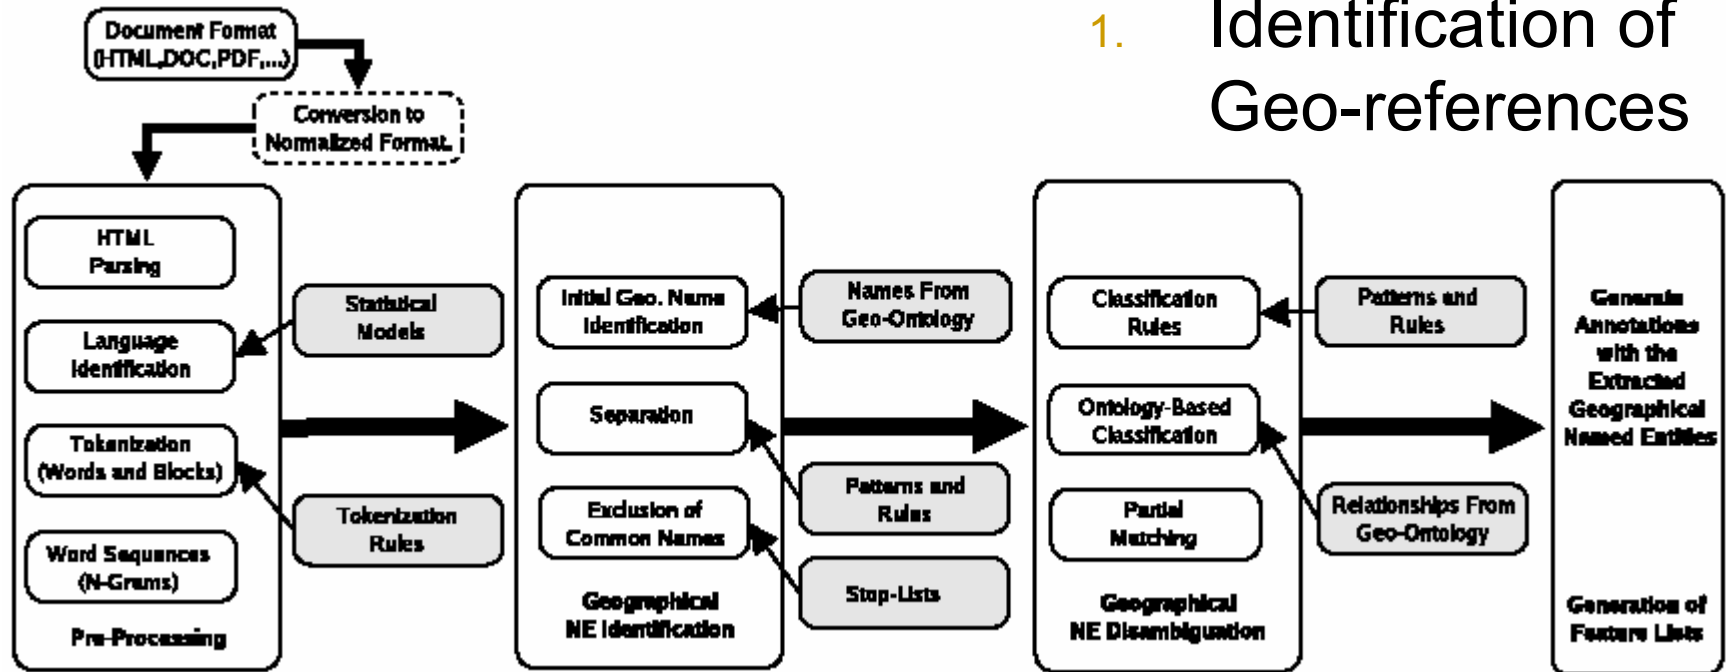 1. Identification of
Geo-references
Document Format
(HTML,DOC,PDF,...)
Conversion to
Normalized Format.
HTML
Parsing
Language
Identification
Tokenization
(Words and Blocks)
Word Sequences
(N-Grams)
Pre-Processing
Statistical
Models
Tokenization
Rules
Initial Geo. Name
Identification
Separation
Exclusion of
Common Names
Geographical
NE Identification
Names From
Geo-Ontology
Patterns and
Rules
Stop-Lists
Classification
Rules
Ontology-Based
Classification
Partial
Matching
Geographical
NE Disambiguation
Patterns and
Rules
Relationships From
Geo-Ontology
Generate
Annotations
with the
Extracted
Geographical
Named Entities
Generation of
Feature Lists